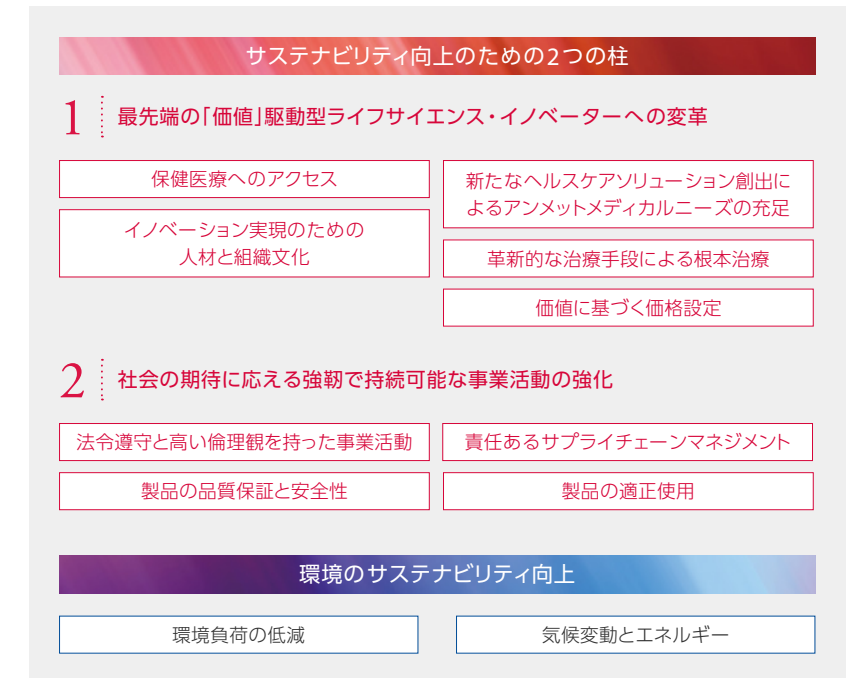 サステナビリティ向上のための2つの柱
1
最先端の「価値」駆動型ライフサイエンス・イノベーターへの変革
保健医療へのアクセス
イノベーション実現のための
人材と組織文化
新たなヘルスケアソリューション創出に
よるアンメットメディカルニーズの充足
革新的な治療手段による根本治療
価値に基づく価格設定
2
社会の期待に応える強靭で持続可能な事業活動の強化
法令遵守と高い倫理観を持った事業活動
責任あるサプライチェーンマネジメント
製品の品質保証と安全性
製品の適正使用
環境のサステナビリティ向上
環境負荷の低減
気候変動とエネルギー